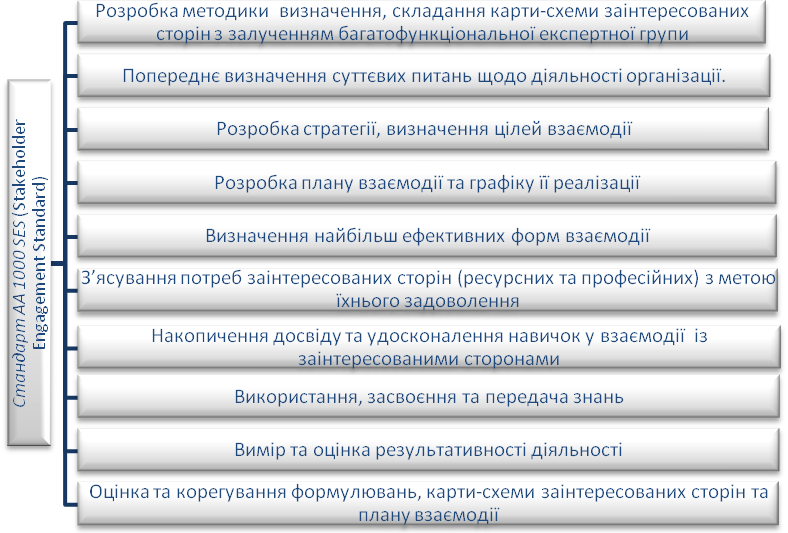 Стандарт АА 1000 SES (Stakeholder
Engagement Standard)
Розробка методики визначення, складання карти-схеми заінтересованих
сторін з залученням багатофункціональної експертної групи
Попереднє визначення суттєвих питань щодо діяльності організації.
Розробка стратегії, визначення цілей взаємодії
Розробка плану взаємодії та графіку її реалізації
Визначення найбільш ефективних форм взаємодії
З’ясування потреб заінтересованих сторін (ресурсних та професійних) з метою
їхнього задоволення
Накопичення досвіду та удосконалення навичок у взаємодії із
заінтересованими сторонами
Використання, засвоєння та передача знань
Вимір та оцінка результативності діяльності
Оцінка та корегування формулювань, карти-схеми заінтересованих сторін та
плану взаємодії